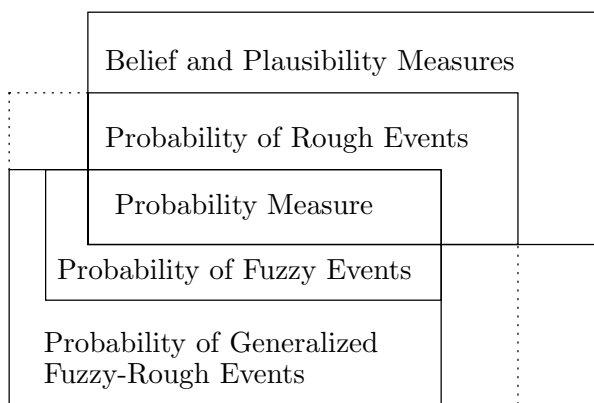 Belief and Plausibility Measures
Probability of Rough Events
Probability Measure
Probability of Fuzzy Events
Probability of Generalized
Fuzzy-Rough Events